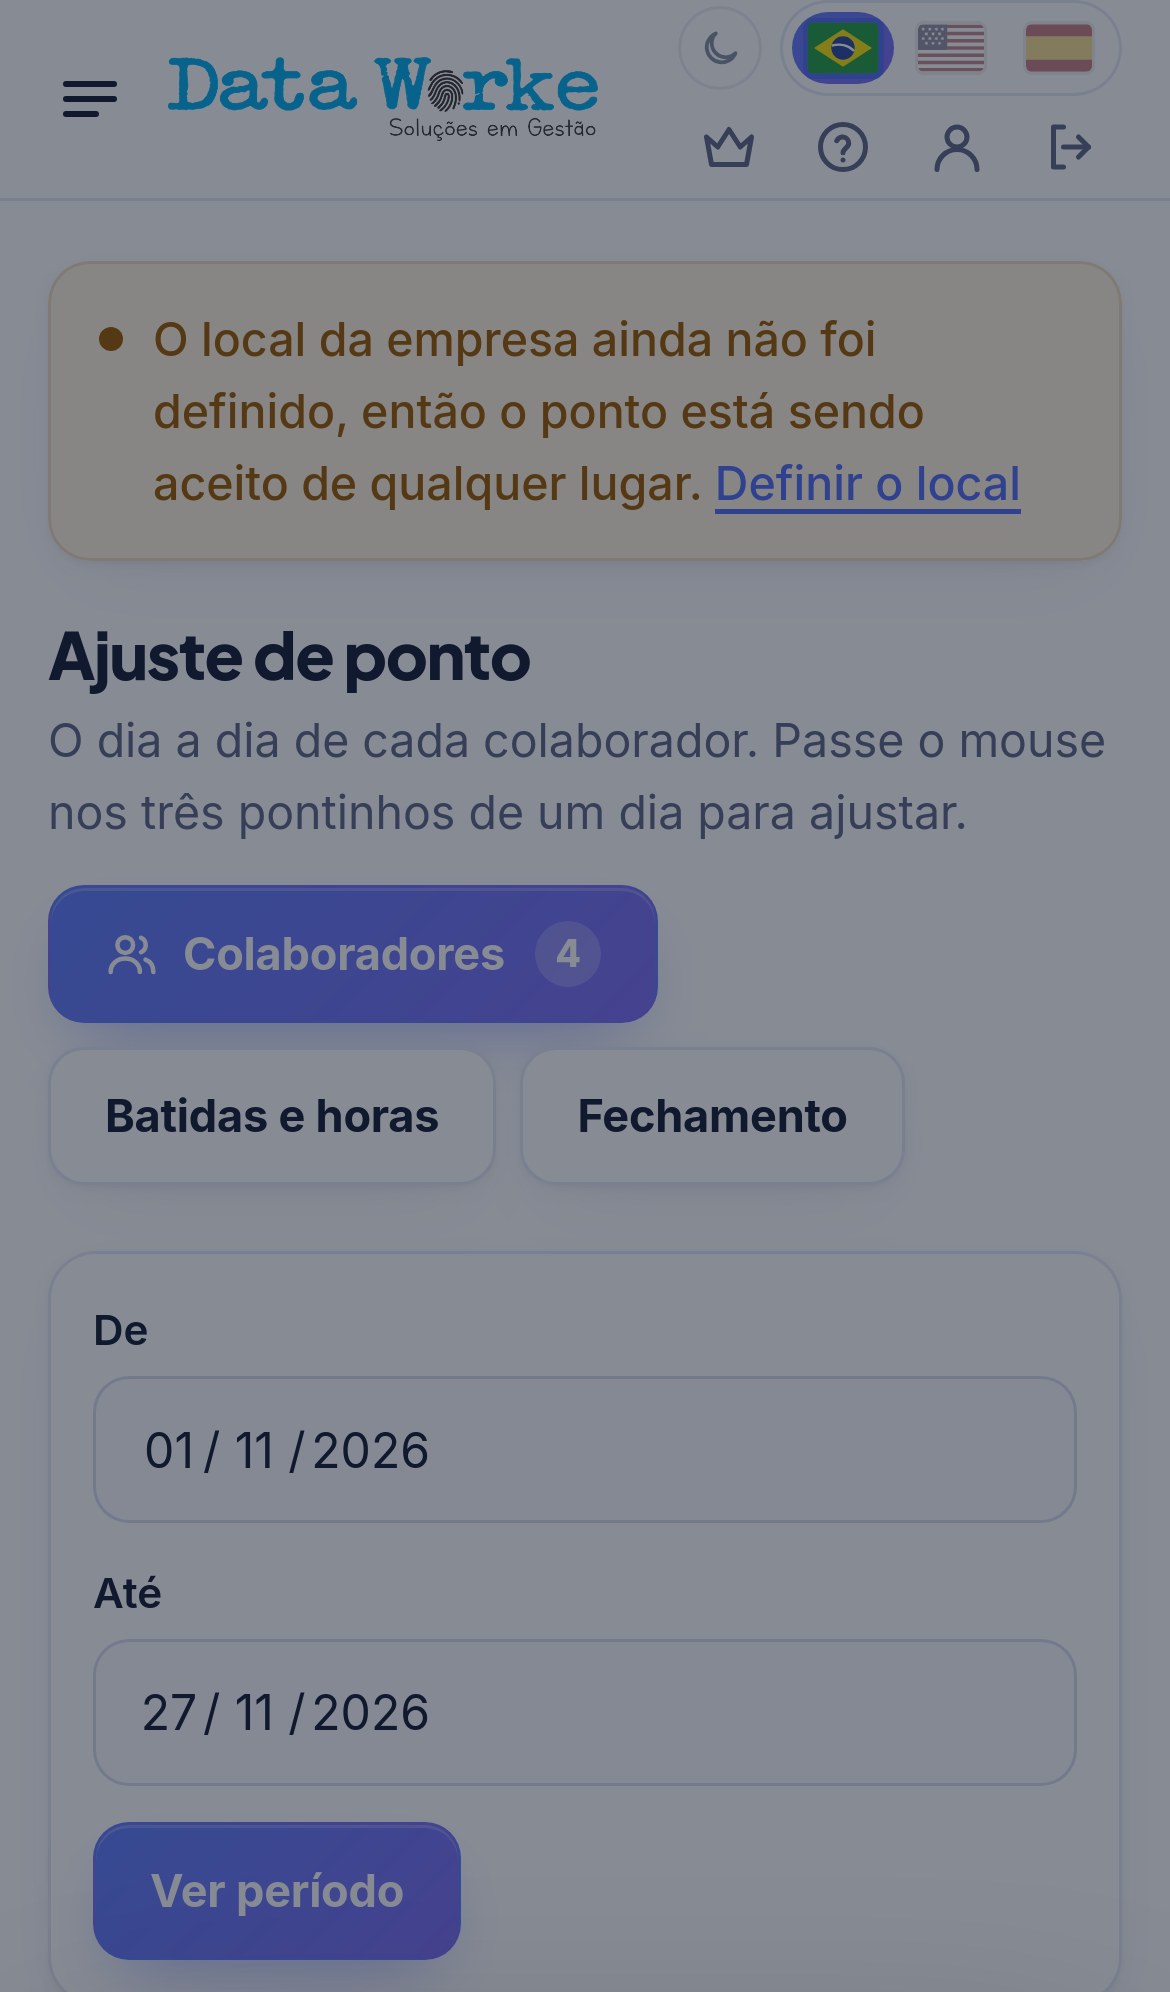 Data Worke
Soluções em Gestão
O local da empresa ainda não foi
definido, então o ponto está sendo
aceito de qualquer lugar. Definir o local
Ajuste de ponto
O dia a dia de cada colaborador. Passe o mouse
nos três pontinhos de um dia para ajustar.
Colaboradores 4
Batidas e horas
Fechamento
De
01/ 11 /2026
Até
27/ 11 /2026
Ver período